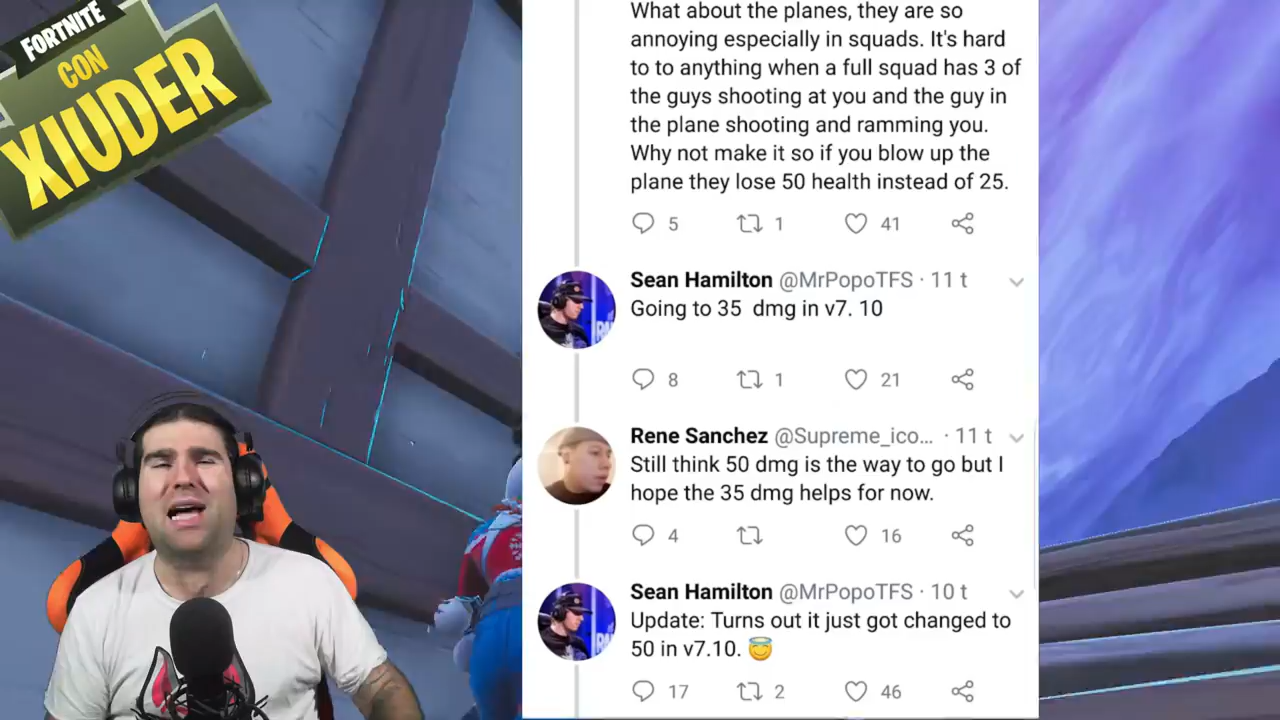 FORTNITE
CON
XIUDER
What about the planes, they are so
annoying especially in squads. It's hard
to to anything when a full squad has 3 of
the guys shooting at you and the guy in
the plane shooting and ramming you.
Why not make it so if you blow up the
plane they lose 50 health instead of 25.
5 1 41
Sean Hamilton @MrPopoTFS · 11 t
Going to 35 dmg in v7. 10
8 1 21
Rene Sanchez @Supreme_ico... · 11 t
Still think 50 dmg is the way to go but I
hope the 35 dmg helps for now.
4 16
Sean Hamilton @MrPopoTFS · 10 t
Update: Turns out it just got changed to
50 in v7.10. 😇
17 2 46